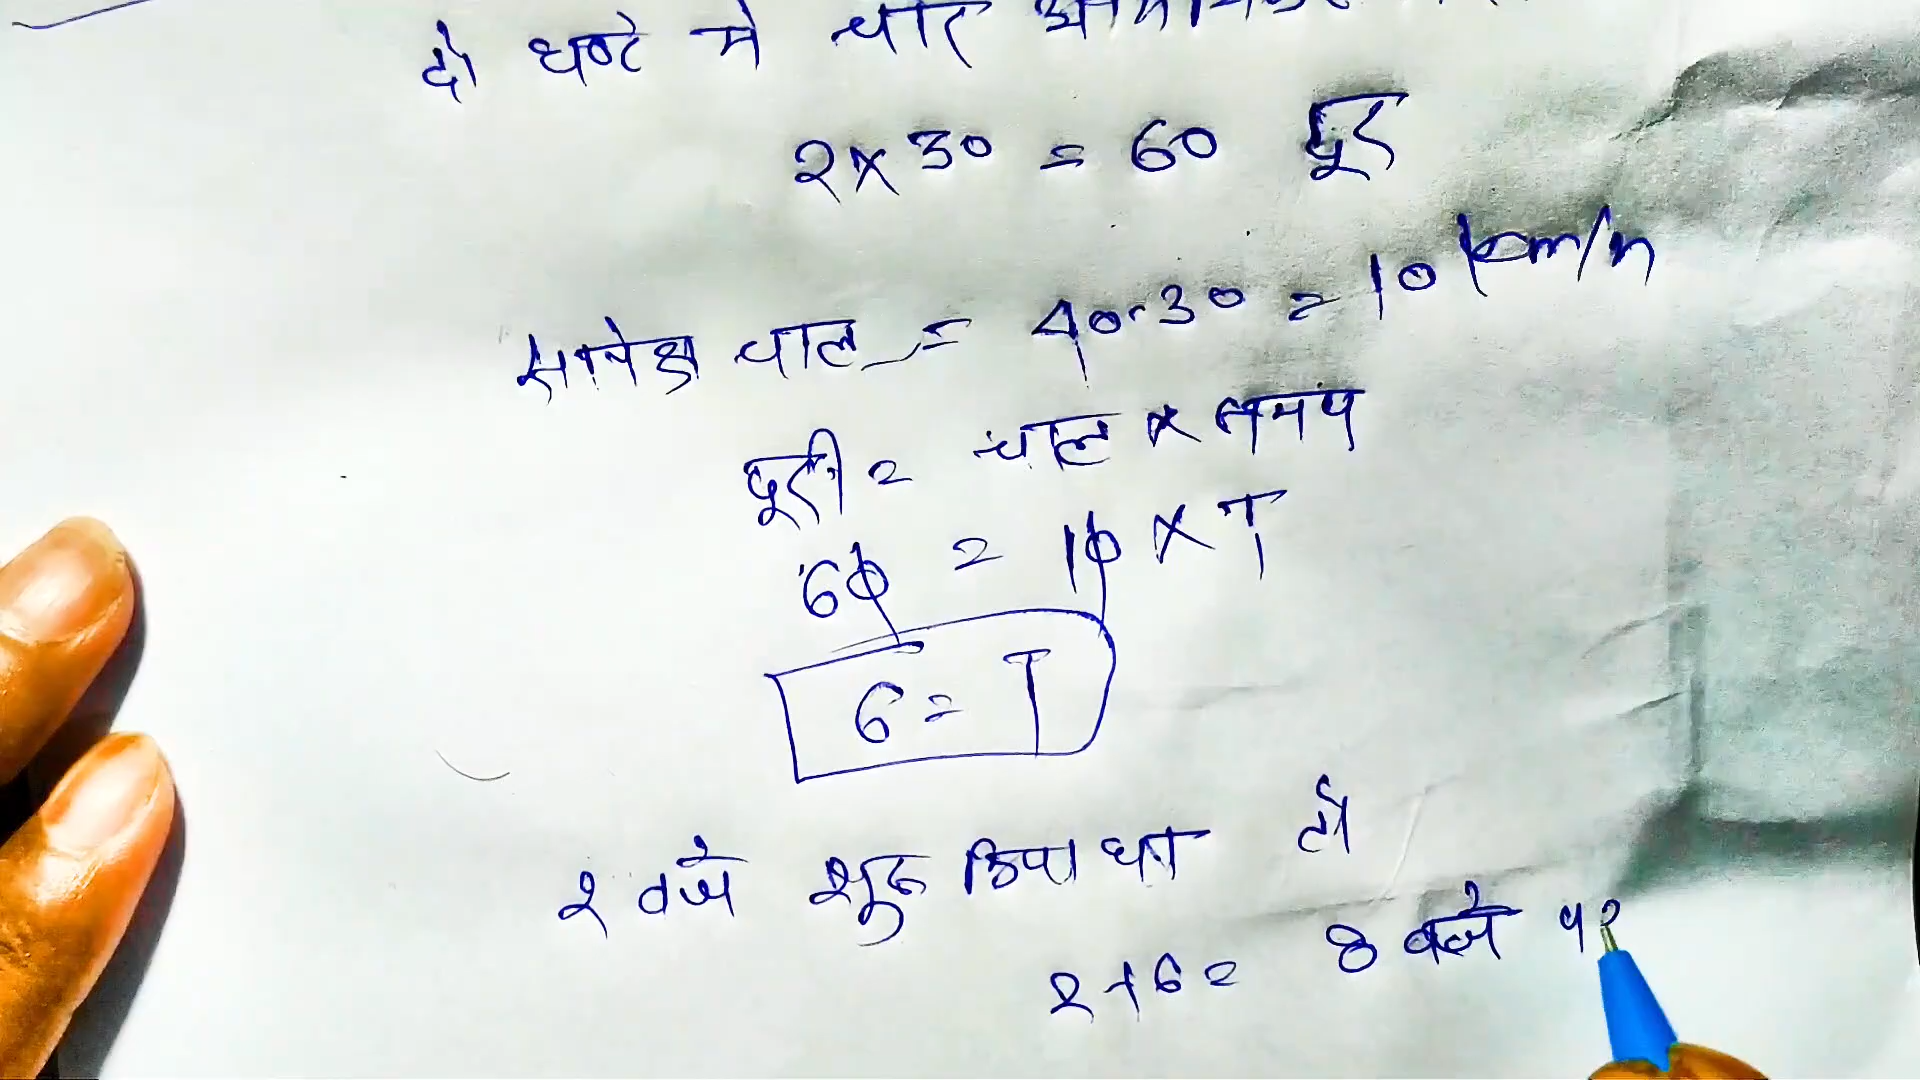 दो घण्टे मे चार
2 x 30 = 60 दूर
सापेक्ष चाल = 40-30 = 10 km/h
दूरी = चाल x समय
60 = 10 x T
6 = T
2 बजे शुरू किया था तो
2+6= 8 बजे पर